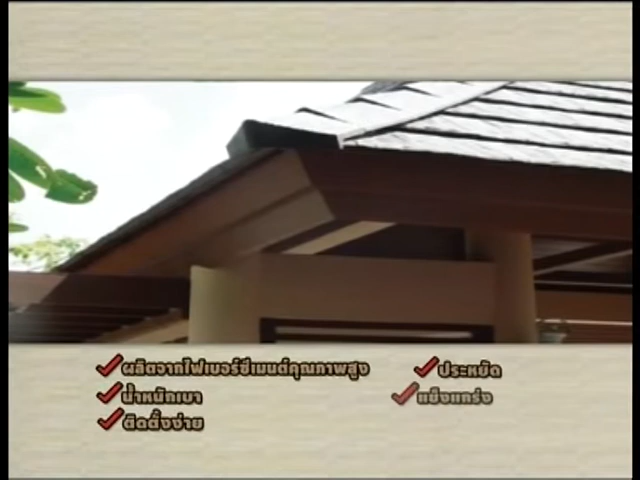 ผลิตจากไฟเบอร์ซีเมนต์คุณภาพสูง
น้ำหนักเบา
ติดตั้งง่าย
ประหยัด
แข็งแกร่ง